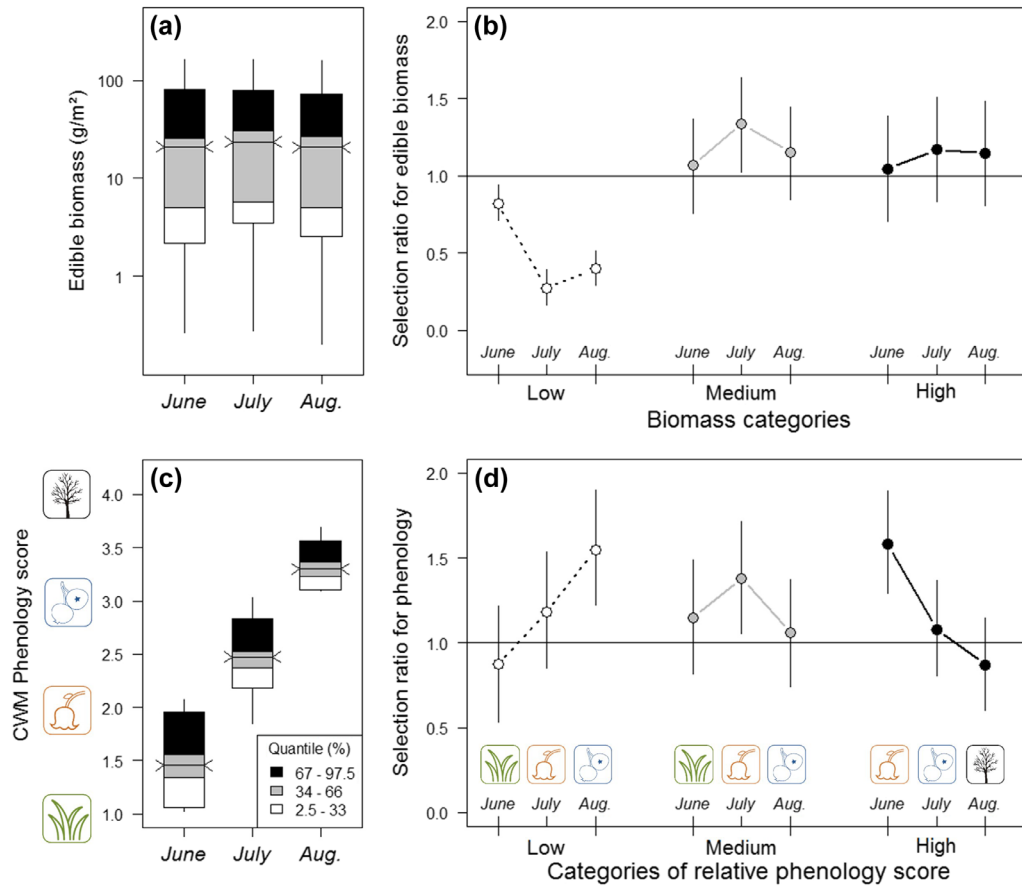 (a)
Edible biomass (g/m²)
100
10
1
June July Aug.
(b)
Selection ratio for edible biomass
2.0
1.5
1.0
0.5
0.0
June July Aug. June July Aug. June July Aug.
Low Medium High
Biomass categories
(c)
CWM Phenology score
4.0
3.5
3.0
2.5
2.0
1.5
1.0
Quantile (%)
67 - 97.5
34 - 66
2.5 - 33
June July Aug.
(d)
Selection ratio for phenology
2.0
1.5
1.0
0.5
0.0
June July Aug. June July Aug. June July Aug.
Low Medium High
Categories of relative phenology score